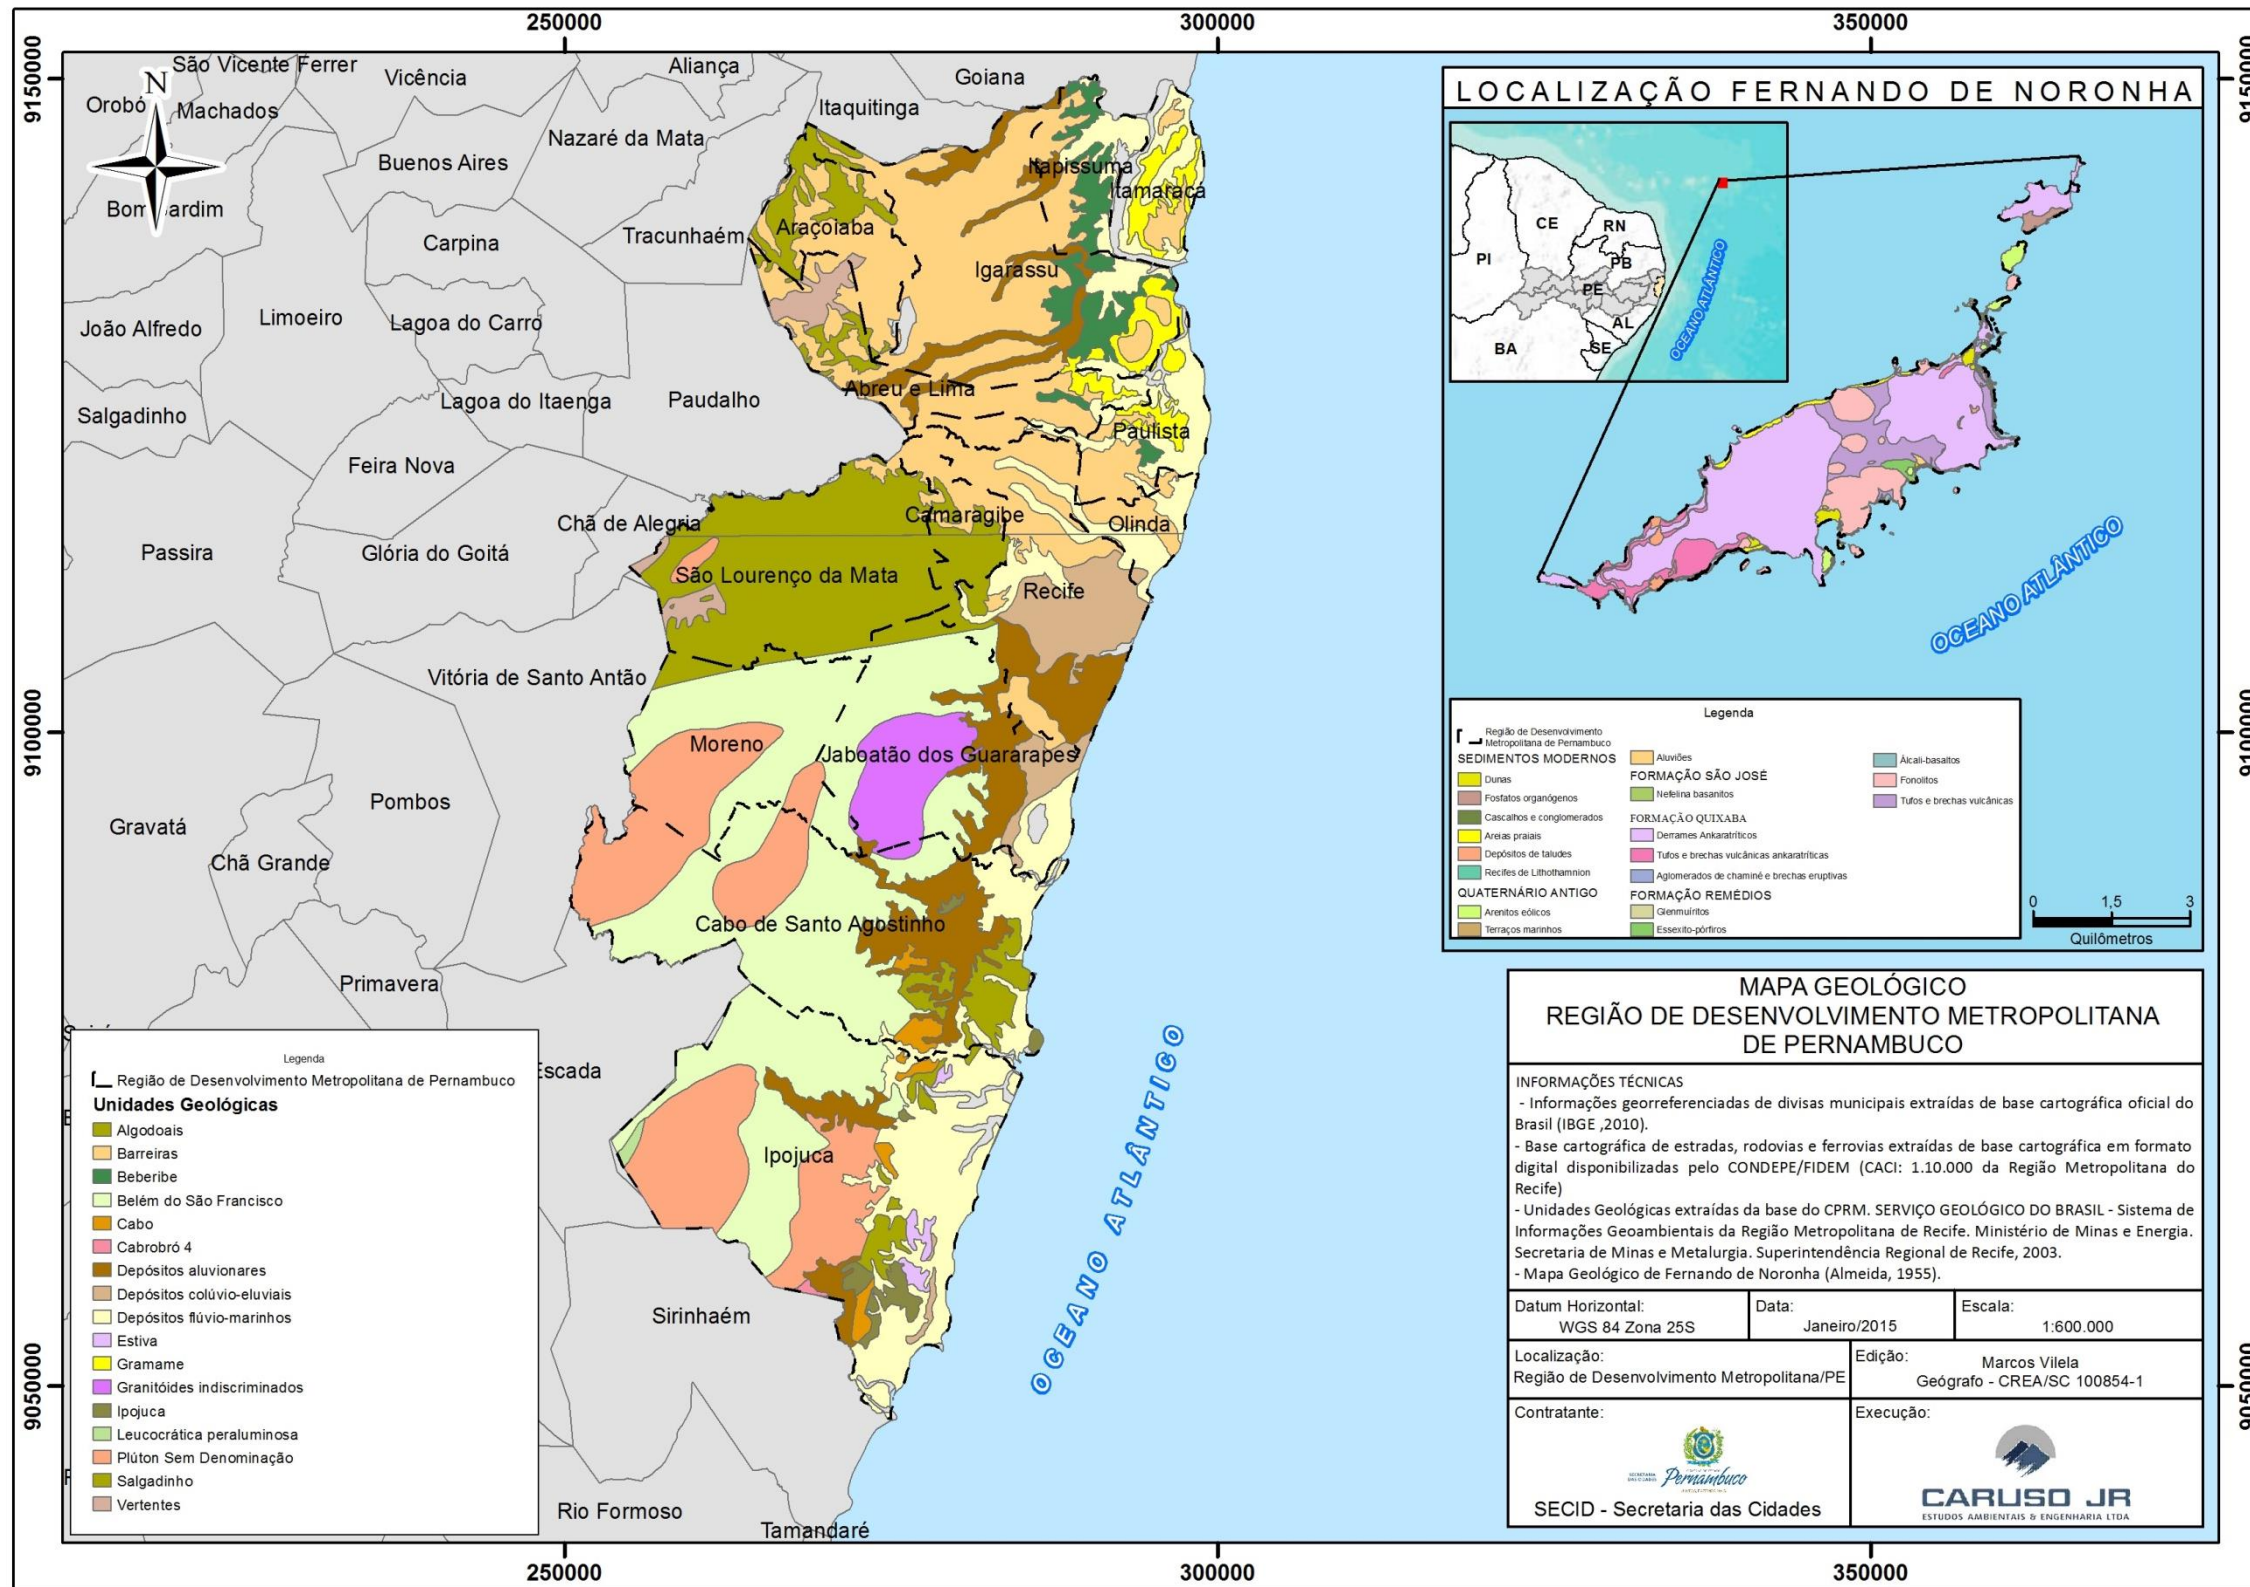 250000
300000
350000
9150000
9150000
9100000
9100000
9050000
9050000
N
São Vicente Ferrer
Vicência
Aliança
Goiana
Orobó
Machados
Itaquitinga
Nazaré da Mata
Buenos Aires
Itapissuma
Itamaracá
Araçoiaba
Carpina
Tracunhaém
Igarassu
João Alfredo
Limoeiro
Lagoa do Carro
Abreu e Lima
Salgadinho
Lagoa do Itaenga
Paudalho
Paulista
Feira Nova
Camaragibe
Olinda
Chã de Alegria
Passira
Glória do Goitá
São Lourenço da Mata
Recife
Vitória de Santo Antão
Moreno
Jaboatão dos Guararapes
Pombos
Gravatá
Chã Grande
Cabo de Santo Agostinho
Primavera
Escada
Ipojuca
Sirinhaém
Rio Formoso
Tamandaré
OCEANO ATLÂNTICO
Legenda
Região de Desenvolvimento Metropolitana de Pernambuco
Unidades Geológicas
Algodoais
Barreiras
Beberibe
Belém do São Francisco
Cabo
Cabrobró 4
Depósitos aluvionares
Depósitos colúvio-eluviais
Depósitos flúvio-marinhos
Estiva
Gramame
Granitóides indiscriminados
Ipojuca
Leucocrática peraluminosa
Plúton Sem Denominação
Salgadinho
Vertentes
LOCALIZAÇÃO FERNANDO DE NORONHA
CE
RN
PI
PB
PE
AL
SE
BA
OCEANO ATLÂNTICO
OCEANO ATLÂNTICO
Legenda
Região de Desenvolvimento
Metropolitana de Pernambuco
SEDIMENTOS MODERNOS
Dunas
Fosfatos organógenos
Cascalhos e conglomerados
Areias praiais
Depósitos de taludes
Recifes de Lithothamnion
QUATERNÁRIO ANTIGO
Arenitos eólicos
Terraços marinhos
Aluviões
FORMAÇÃO SÃO JOSÉ
Nefelina basanitos
FORMAÇÃO QUIXABA
Derrames Ankaratríticos
Tufos e brechas vulcânicas ankaratríticas
Aglomerados de chaminé e brechas eruptivas
FORMAÇÃO REMÉDIOS
Glenmuiritos
Essexito-pórfiros
Álcali-basaltos
Fonolitos
Tufos e brechas vulcânicas
0 1,5 3
Quilômetros
MAPA GEOLÓGICO
REGIÃO DE DESENVOLVIMENTO METROPOLITANA
DE PERNAMBUCO
INFORMAÇÕES TÉCNICAS
- Informações georreferenciadas de divisas municipais extraídas de base cartográfica oficial do
Brasil (IBGE ,2010).
- Base cartográfica de estradas, rodovias e ferrovias extraídas de base cartográfica em formato
digital disponibilizadas pelo CONDEPE/FIDEM (CACI: 1.10.000 da Região Metropolitana do
Recife)
- Unidades Geológicas extraídas da base do CPRM. SERVIÇO GEOLÓGICO DO BRASIL - Sistema de
Informações Geoambientais da Região Metropolitana de Recife. Ministério de Minas e Energia.
Secretaria de Minas e Metalurgia. Superintendência Regional de Recife, 2003.
- Mapa Geológico de Fernando de Noronha (Almeida, 1955).
Datum Horizontal:
WGS 84 Zona 25S
Data:
Janeiro/2015
Escala:
1:600.000
Localização:
Região de Desenvolvimento Metropolitana/PE
Edição:
Marcos Vilela
Geógrafo - CREA/SC 100854-1
Contratante:
Pernambuco
SECID - Secretaria das Cidades
Execução:
CARUSO JR
ESTUDOS AMBIENTAIS & ENGENHARIA LTDA
250000
300000
350000